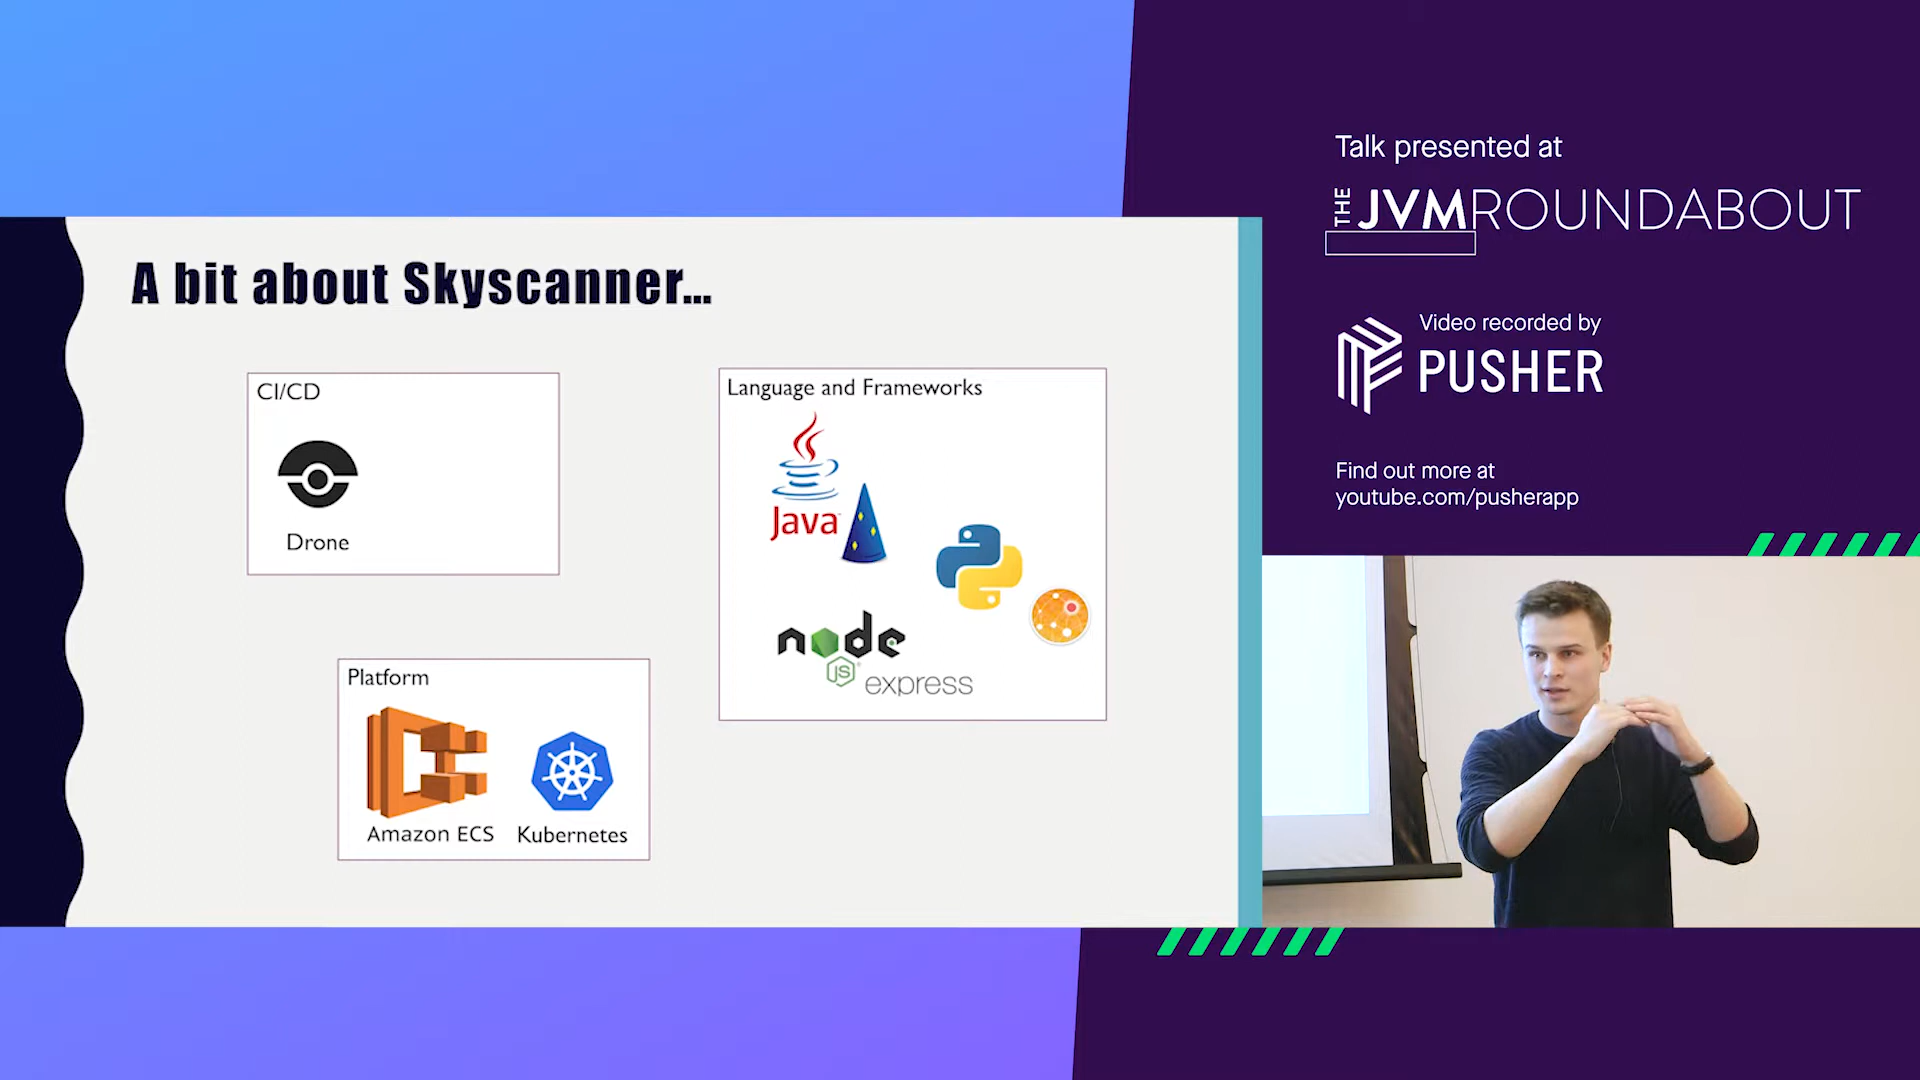 A bit about Skyscanner...
CI/CD
Drone
Language and Frameworks
Java
node
JS
express
Platform
Amazon ECS
Kubernetes
Talk presented at
THE JVMROUNDABOUT
Video recorded by
PUSHER
Find out more at
youtube.com/pusherapp